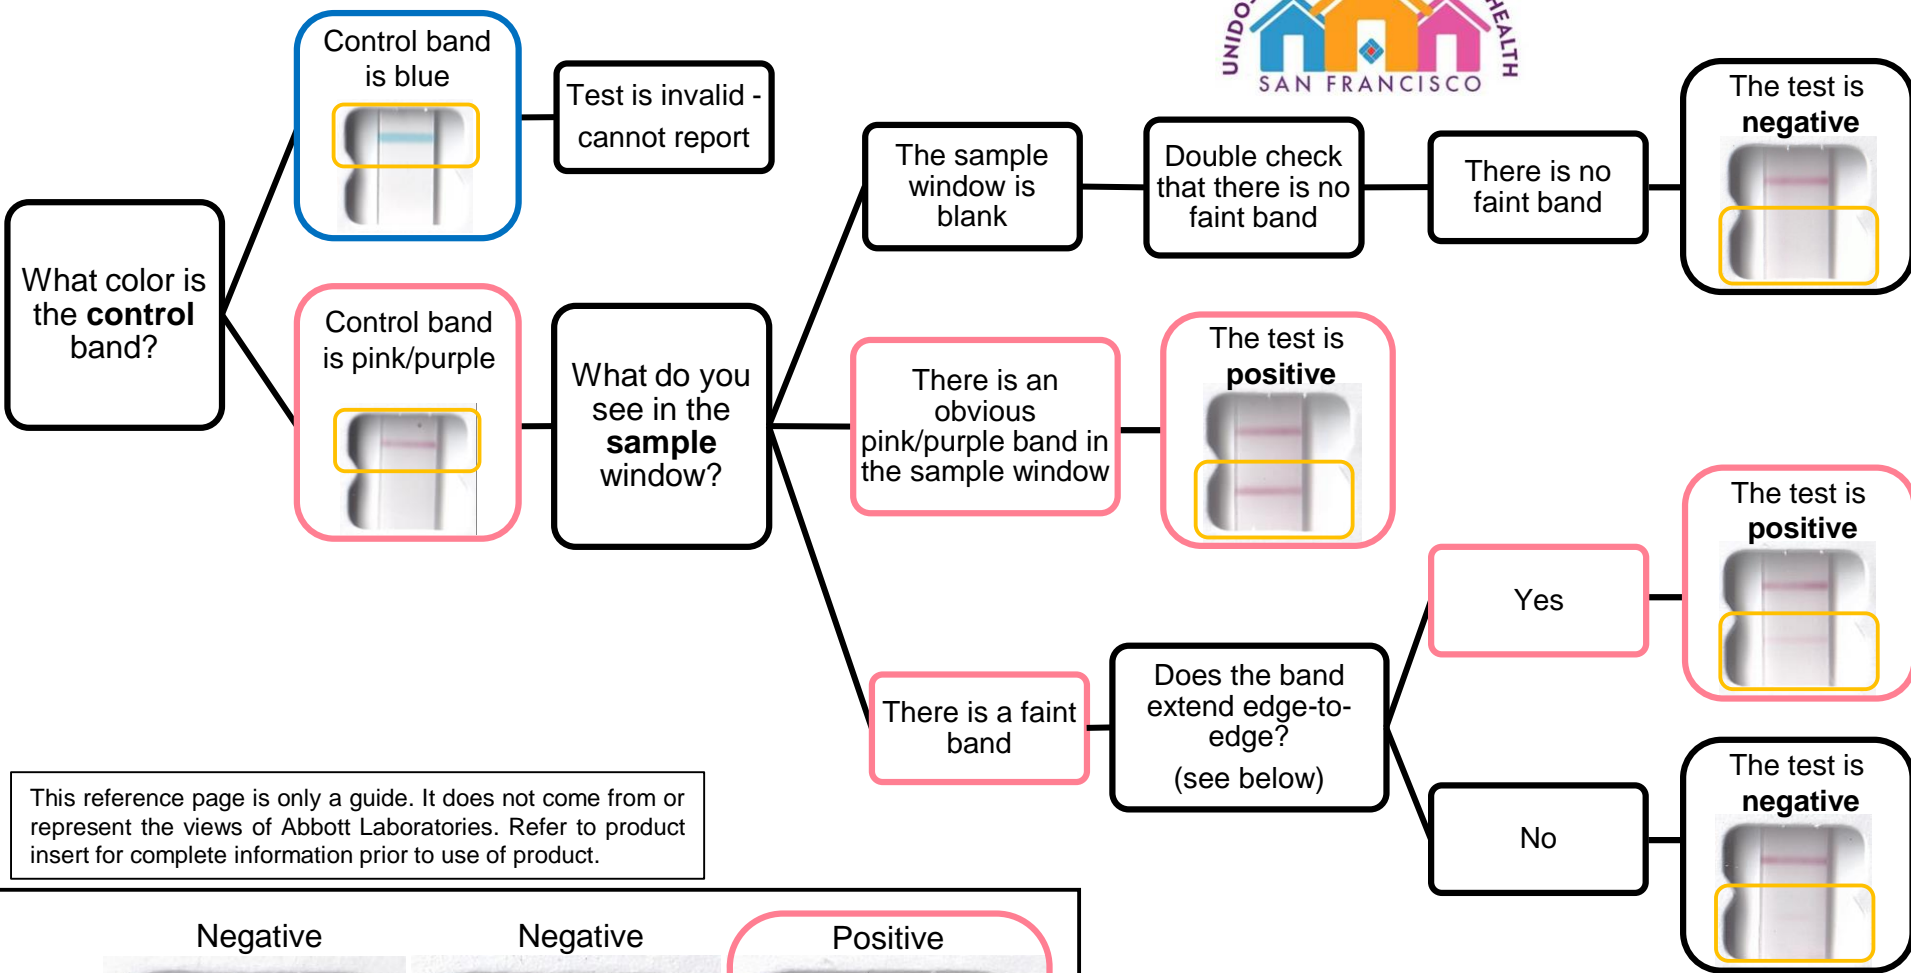 UNIDOS
HEALTH
SAN FRANCISCO
What color is
the control
band?
Control band
is blue
Test is invalid -
cannot report
Control band
is pink/purple
What do you
see in the
sample
window?
The sample
window is
blank
Double check
that there is no
faint band
There is no
faint band
The test is
negative
There is an
obvious
pink/purple band in
the sample window
The test is
positive
There is a faint
band
Does the band
extend edge-to-
edge?
(see below)
Yes
The test is
positive
No
The test is
negative
This reference page is only a guide. It does not come from or
represent the views of Abbott Laboratories. Refer to product
insert for complete information prior to use of product.
Negative
Negative
Positive